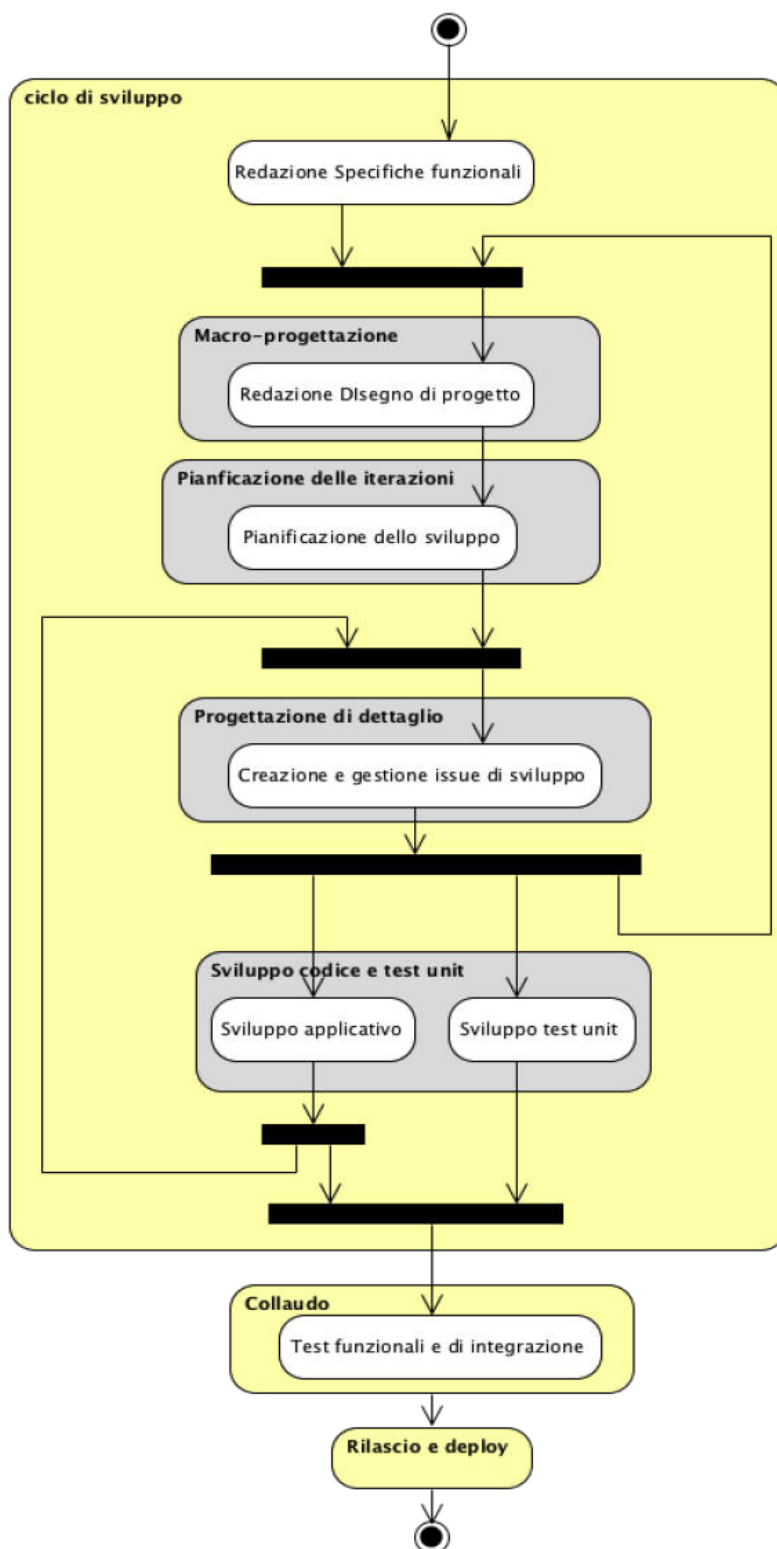 ciclo di sviluppo
Redazione Specifiche funzionali
Macro-progettazione
Redazione DIsegno di progetto
Pianficazione delle iterazioni
Pianificazione dello sviluppo
Progettazione di dettaglio
Creazione e gestione issue di sviluppo
Sviluppo codice e test unit
Sviluppo applicativo
Sviluppo test unit
Collaudo
Test funzionali e di integrazione
Rilascio e deploy